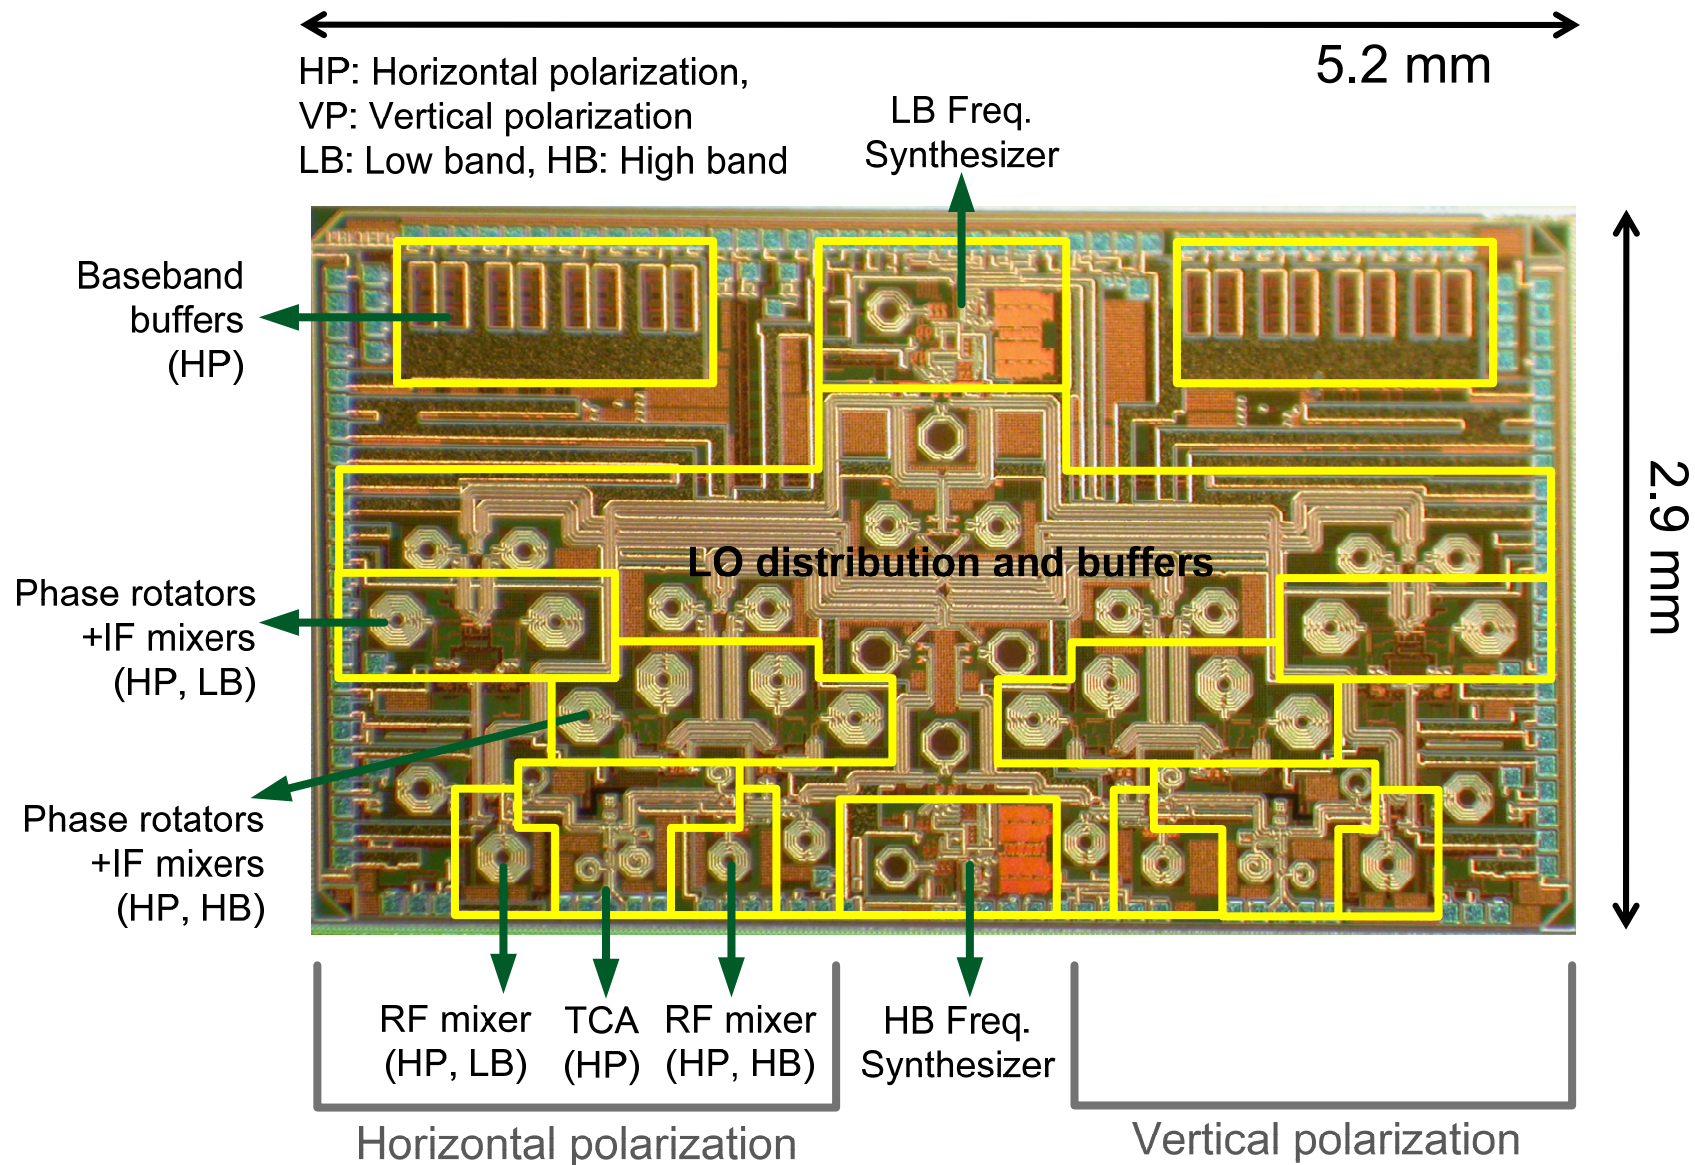 5.2 mm
HP: Horizontal polarization,
VP: Vertical polarization
LB: Low band, HB: High band
LB Freq.
Synthesizer
Baseband
buffers
(HP)
2.9 mm
LO distribution and buffers
Phase rotators
+IF mixers
(HP, LB)
Phase rotators
+IF mixers
(HP, HB)
RF mixer
(HP, LB)
TCA
(HP)
RF mixer
(HP, HB)
HB Freq.
Synthesizer
Horizontal polarization
Vertical polarization